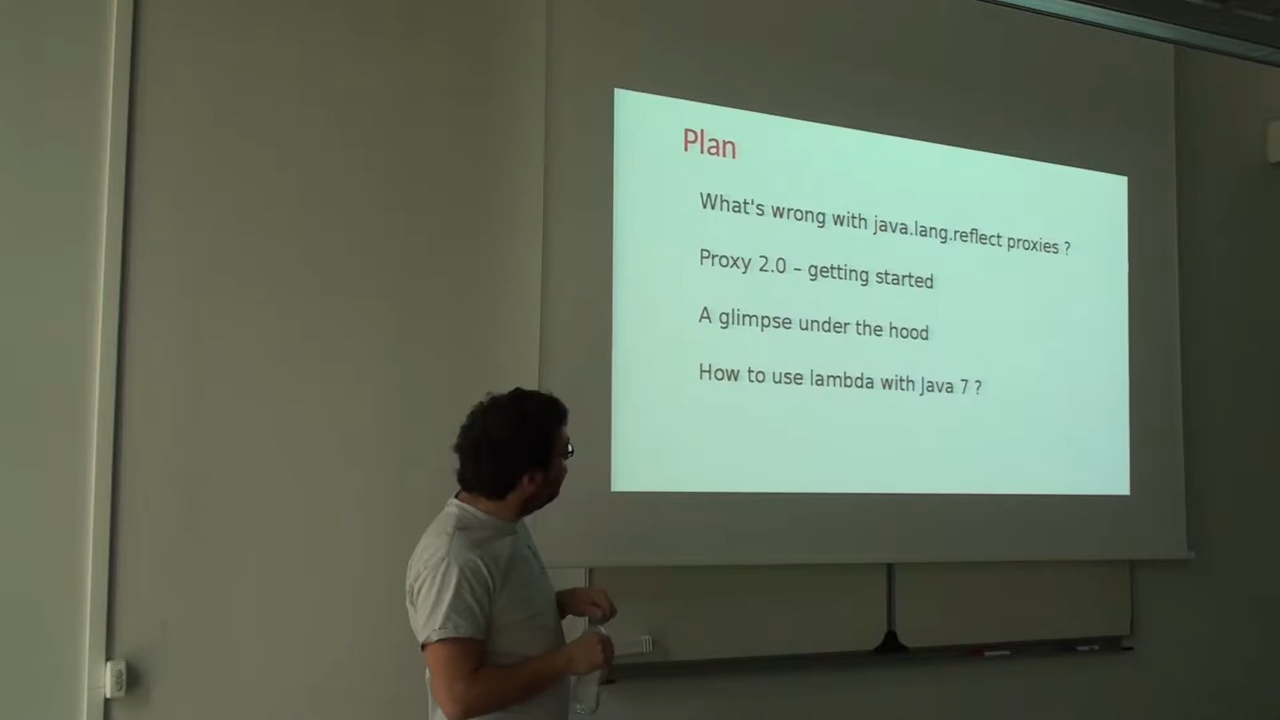 Plan
What's wrong with java.lang.reflect proxies ?
Proxy 2.0 – getting started
A glimpse under the hood
How to use lambda with Java 7 ?